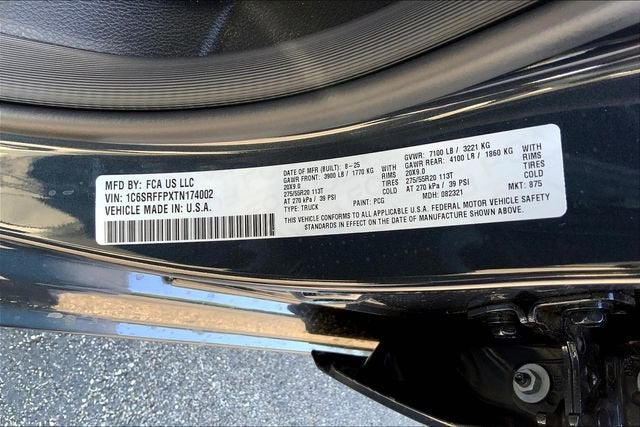 MFD BY: FCA US LLC
VIN: 1C6SRFFPXTN174002
VEHICLE MADE IN: U.S.A.
DATE OF MFR (BUILT): 8-25
GAWR FRONT: 3900 LB / 1770 KG
20X9.0 RIMS
275/55R20 113T TIRES
AT 270 kPa / 39 PSI COLD
TYPE: TRUCK PAINT: PCG
GVWR: 7100 LB / 3221 KG
GAWR REAR: 4100 LB / 1860 KG
20X9.0 RIMS
275/55R20 113T TIRES
AT 270 kPa / 39 PSI COLD
MDH: 082321 MKT: 875
THIS VEHICLE CONFORMS TO ALL APPLICABLE U.S.A. FEDERAL MOTOR VEHICLE SAFETY
STANDARDS IN EFFECT ON THE DATE OF MANUFACTURE SHOWN ABOVE.